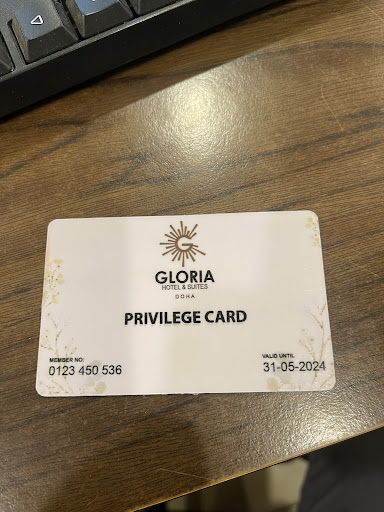 G
GLORIA
HOTEL & SUITES
DOHA
PRIVILEGE CARD
MEMBER NO:
0123 450 536
VALID UNTIL
31-05-2024